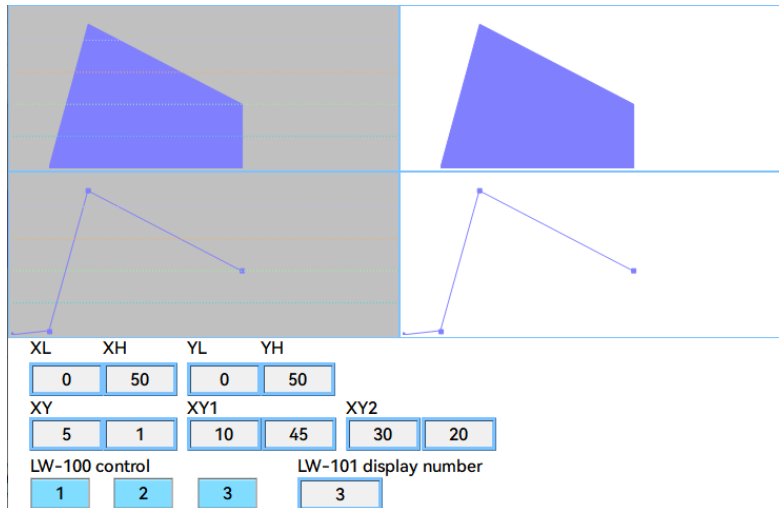 XL XH YL YH
0 50 0 50
XY XY1 XY2
5 1 10 45 30 20
LW-100 control LW-101 display number
1 2 3 3